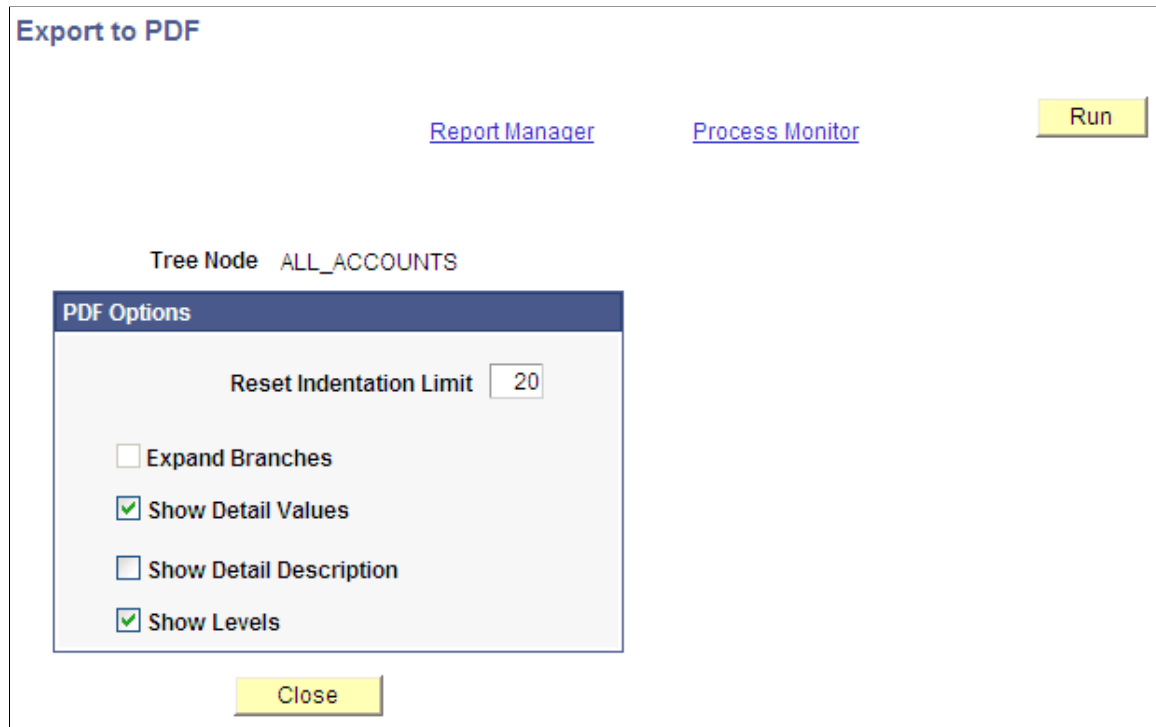 Export to PDF
Report Manager Process Monitor Run
Tree Node ALL_ACCOUNTS
PDF Options
Reset Indentation Limit 20
Expand Branches
Show Detail Values
Show Detail Description
Show Levels
Close